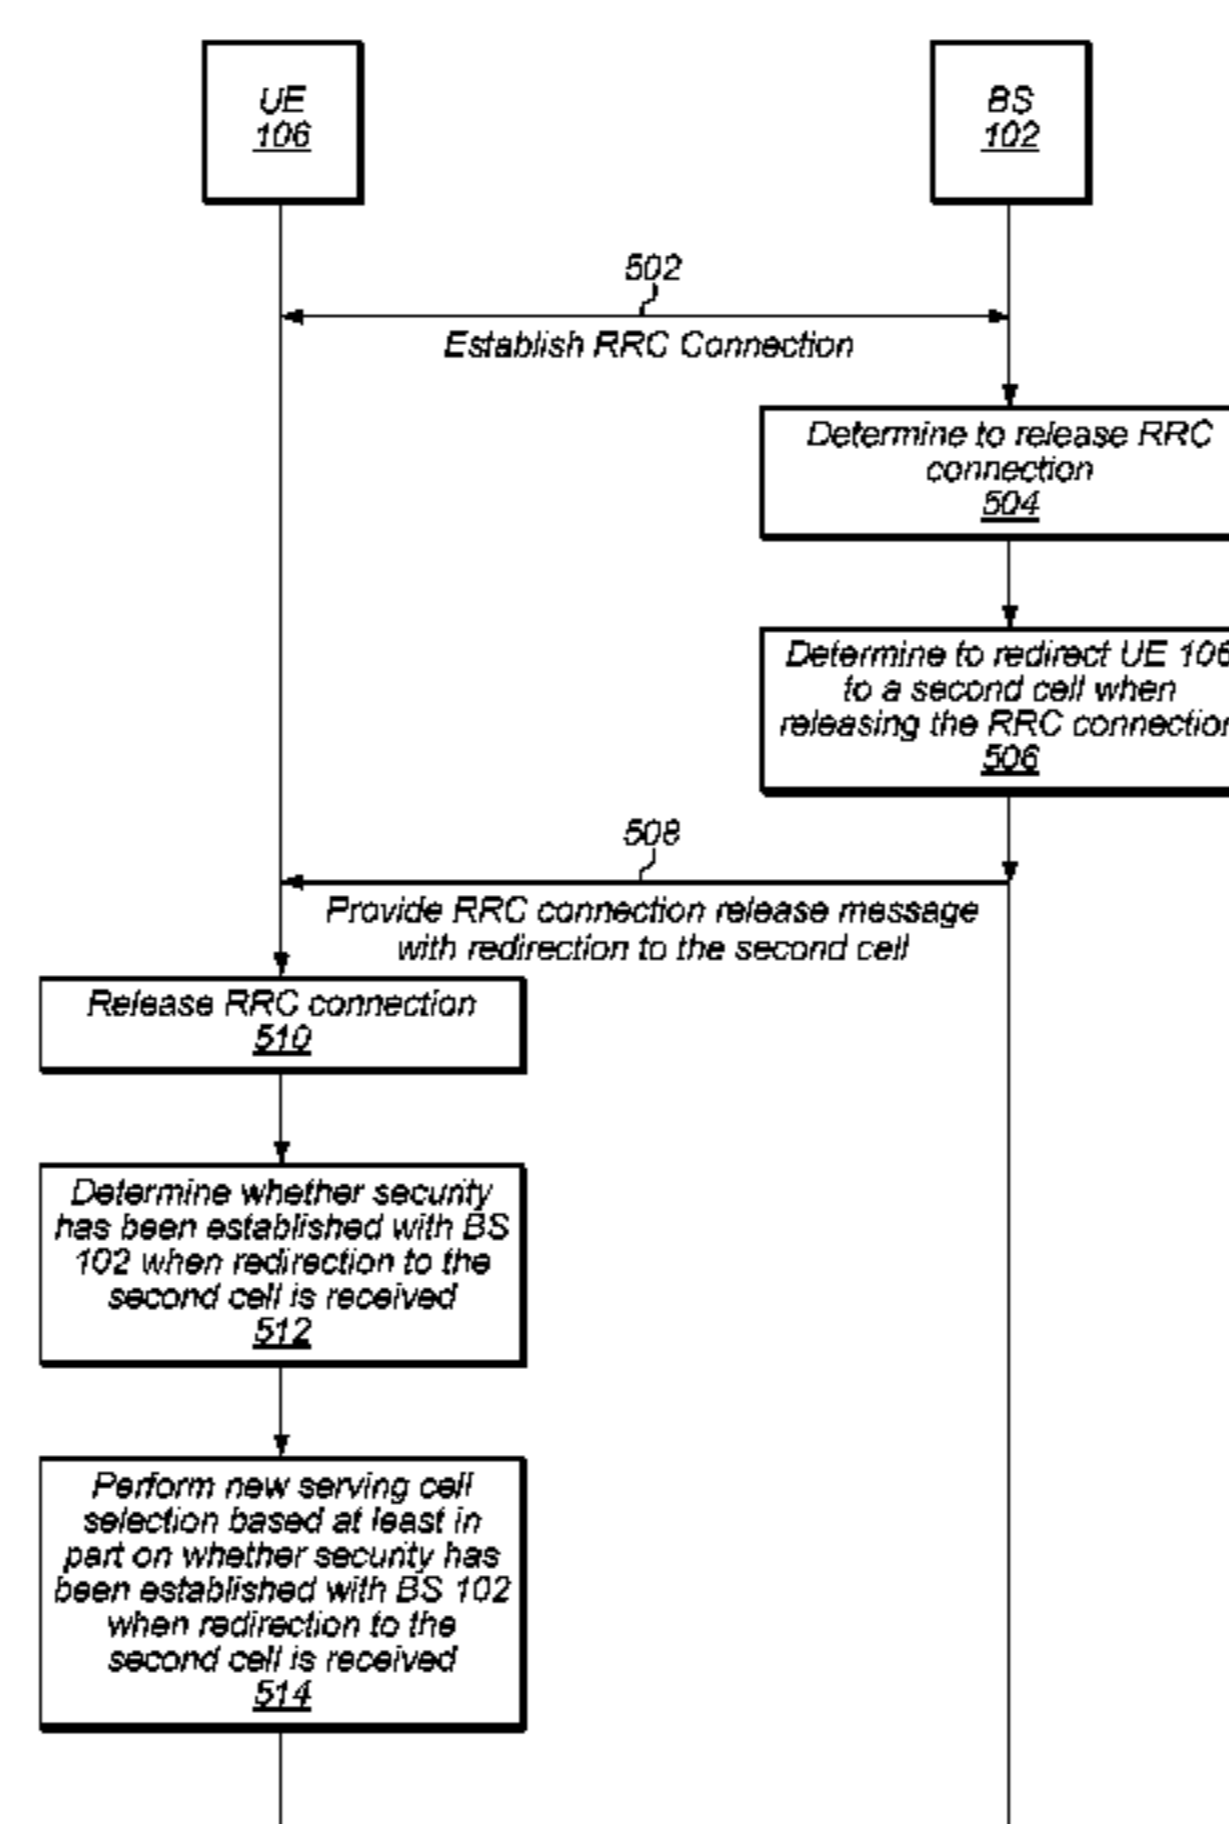 UE
106
BS
102
502
Establish RRC Connection
Determine to release RRC
connection
504
Determine to redirect UE 106
to a second cell when
releasing the RRC connection
506
508
Provide RRC connection release message
with redirection to the second cell
Release RRC connection
510
Determine whether security
has been established with BS
102 when redirection to the
second cell is received
512
Perform new serving cell
selection based at least in
part on whether security has
been established with BS 102
when redirection to the
second cell is received
514